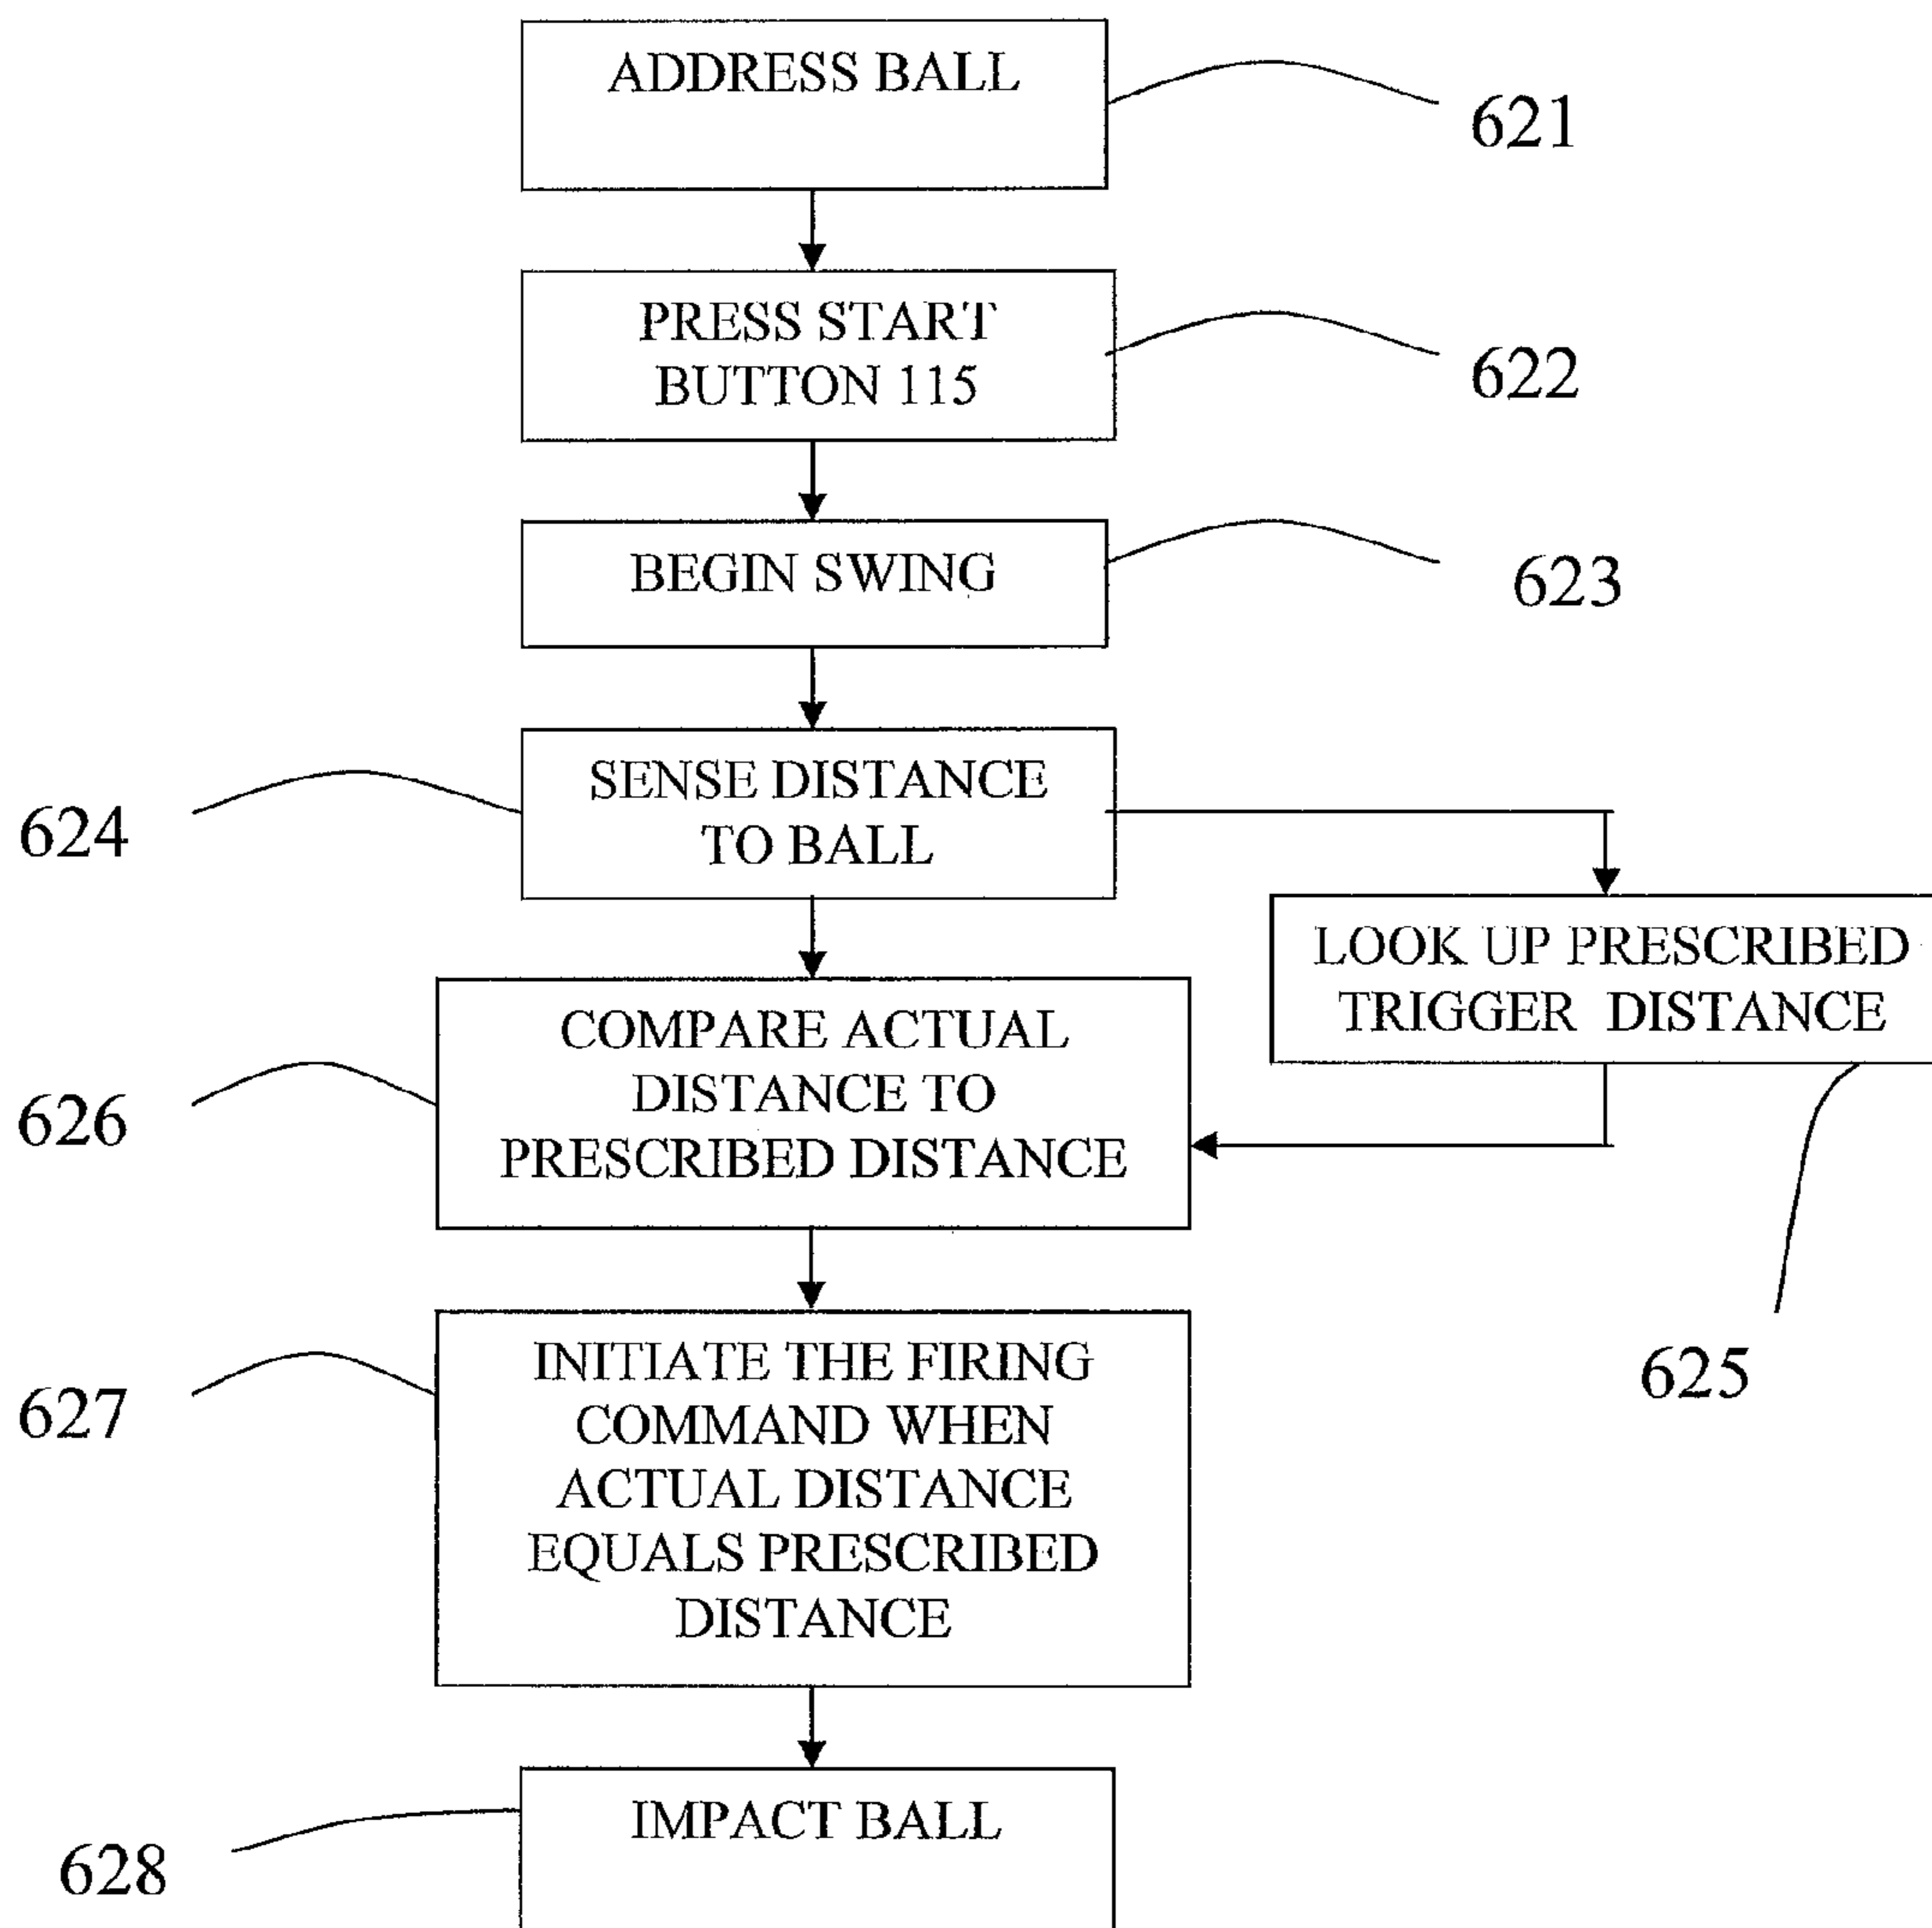 ADDRESS BALL
621
PRESS START
BUTTON 115
622
BEGIN SWING
623
SENSE DISTANCE
TO BALL
624
LOOK UP PRESCRIBED
TRIGGER DISTANCE
625
COMPARE ACTUAL
DISTANCE TO
PRESCRIBED DISTANCE
626
INITIATE THE FIRING
COMMAND WHEN
ACTUAL DISTANCE
EQUALS PRESCRIBED
DISTANCE
627
IMPACT BALL
628